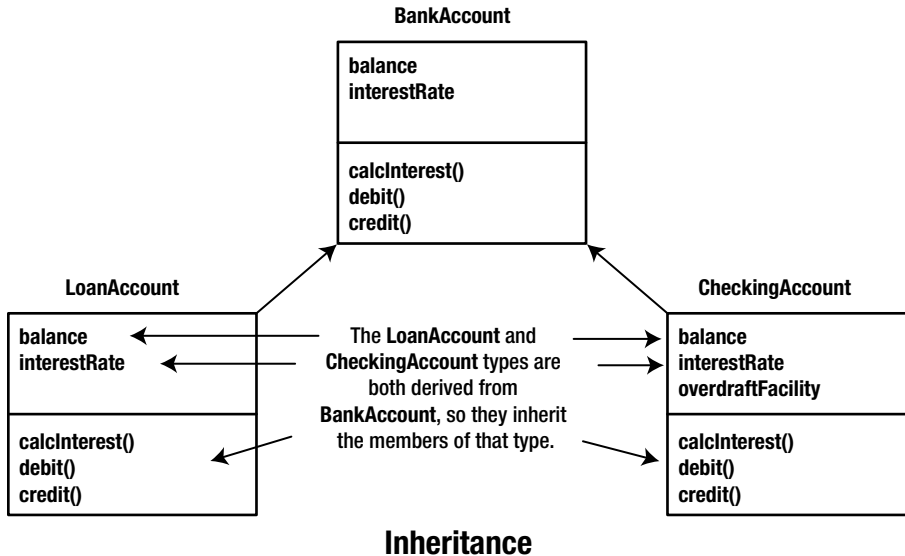 BankAccount
balance
interestRate
calcInterest()
debit()
credit()
LoanAccount
balance
interestRate
calcInterest()
debit()
credit()
The LoanAccount and
CheckingAccount types are
both derived from
BankAccount, so they inherit
the members of that type.
CheckingAccount
balance
interestRate
overdraftFacility
calcInterest()
debit()
credit()
Inheritance